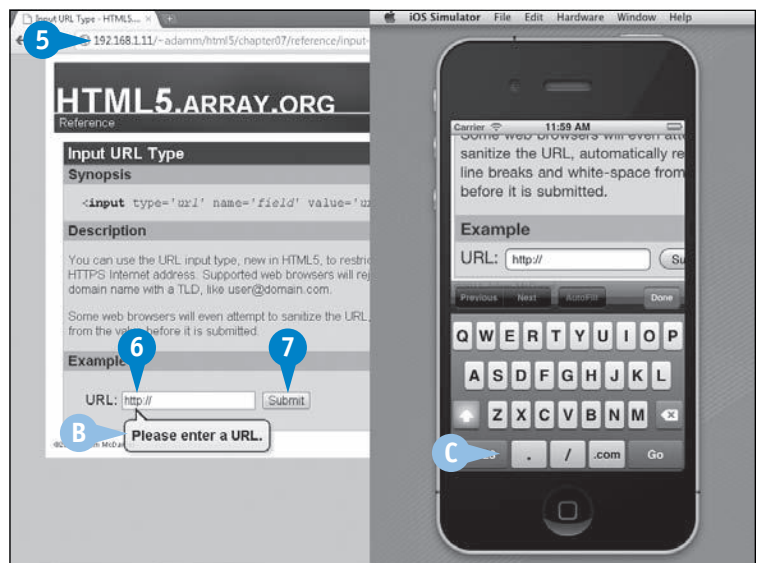 Input URL Type - HTML5...
192.168.1.11/~adamm/html5/chapter07/reference/input-
5
HTML5.ARRAY.ORG
Reference
Input URL Type
Synopsis
<input type='url' name='field' value='
Description
You can use the URL input type, new in HTML5, to restric
HTTPS Internet address. Supported web browsers will rej
domain name with a TLD, like user@domain.com.
Some web browsers will even attempt to sanitize the URL,
from the value before it is submitted.
6
7
Example
URL: http:// Submit
B
Please enter a URL.
iOS Simulator File Edit Hardware Window Help
Carrier 11:59 AM
Some web browsers will even atte
sanitize the URL, automatically re
line breaks and white-space from
before it is submitted.
Example
URL: http:// Su
Previous Next AutoFill Done
Q W E R T Y U I O P
A S D F G H J K L
Z X C V B N M
C
. / .com Go